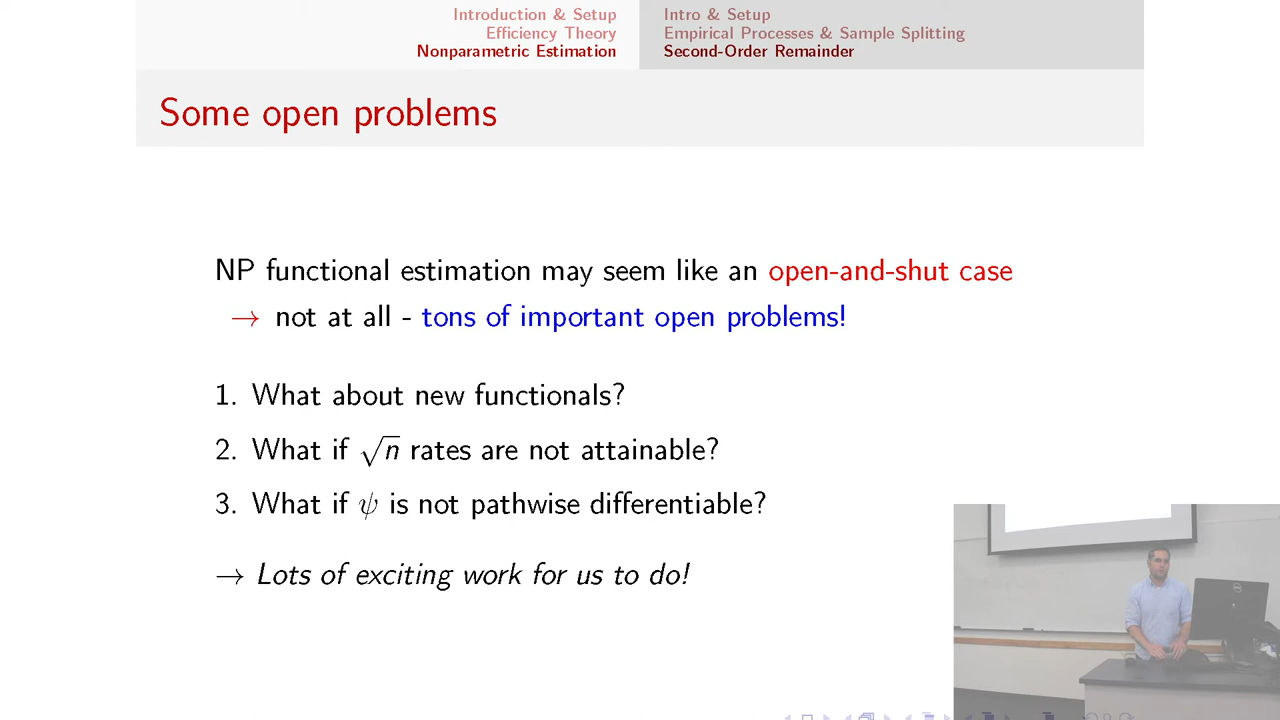 Introduction & Setup
Efficiency Theory
Nonparametric Estimation
Intro & Setup
Empirical Processes & Sample Splitting
Second-Order Remainder
Some open problems
NP functional estimation may seem like an open-and-shut case
→ not at all - tons of important open problems!
1. What about new functionals?
2. What if √n rates are not attainable?
3. What if ψ is not pathwise differentiable?
→ Lots of exciting work for us to do!